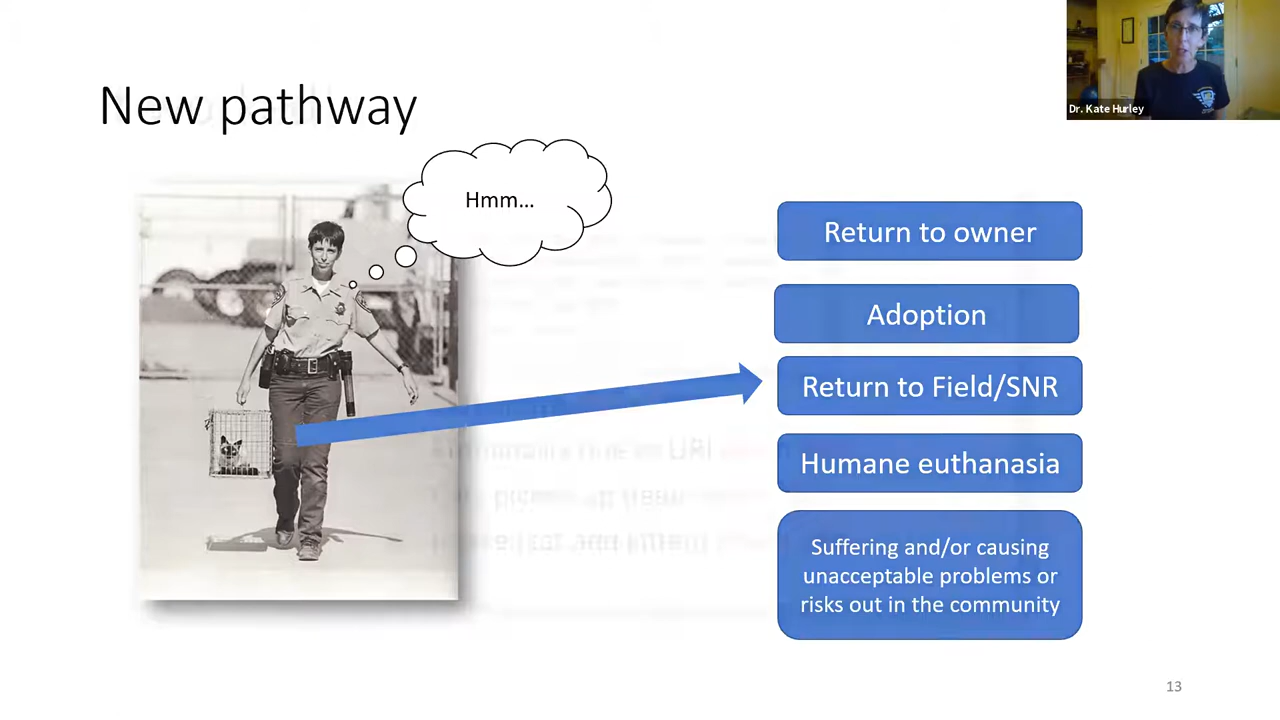 Dr. Kate Hurley
New pathway
Hmm...
Return to owner
Adoption
Return to Field/SNR
Humane euthanasia
Suffering and/or causing
unacceptable problems or
risks out in the community
13